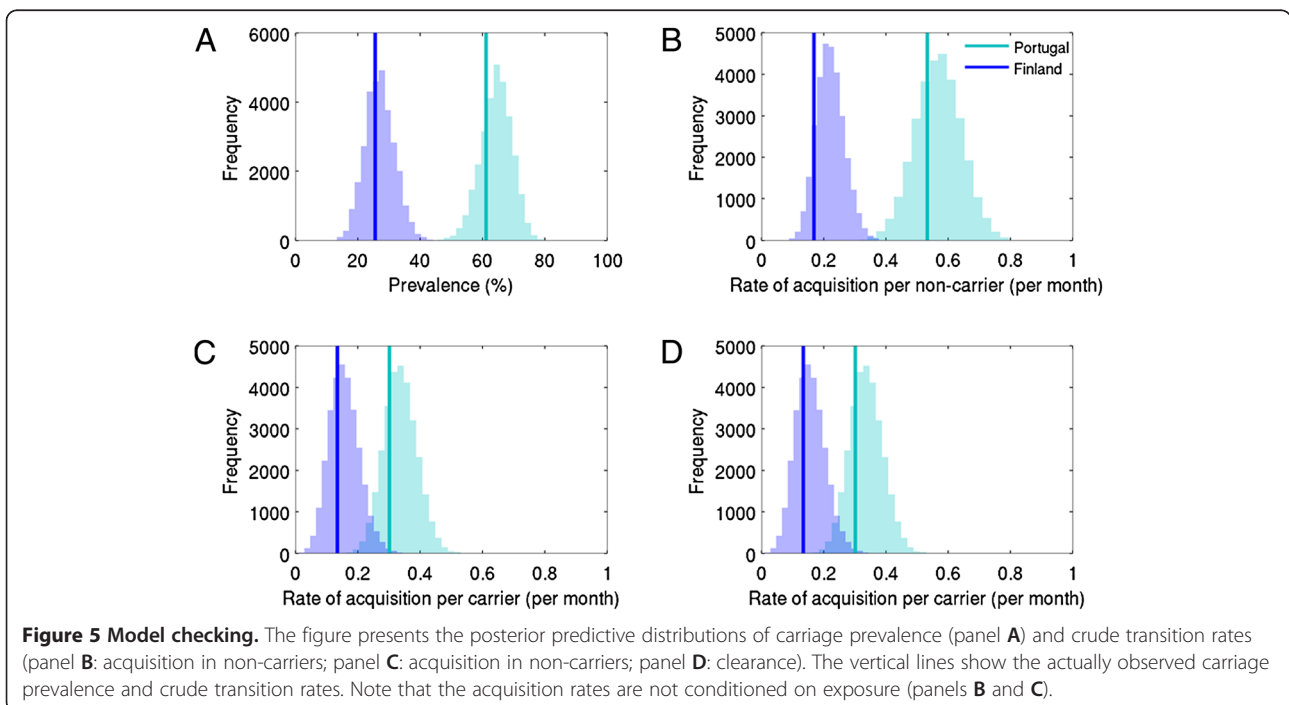 A
6000
4000
2000
0
Frequency
0 20 40 60 80 100
Prevalence (%)
B
5000
4000
3000
2000
1000
0
Frequency
Portugal
Finland
0 0.2 0.4 0.6 0.8 1
Rate of acquisition per non-carrier (per month)
C
5000
4000
3000
2000
1000
0
Frequency
0 0.2 0.4 0.6 0.8 1
Rate of acquisition per carrier (per month)
D
5000
4000
3000
2000
1000
0
Frequency
0 0.2 0.4 0.6 0.8 1
Rate of acquisition per carrier (per month)
Figure 5 Model checking. The figure presents the posterior predictive distributions of carriage prevalence (panel A) and crude transition rates
(panel B: acquisition in non-carriers; panel C: acquisition in non-carriers; panel D: clearance). The vertical lines show the actually observed carriage
prevalence and crude transition rates. Note that the acquisition rates are not conditioned on exposure (panels B and C).